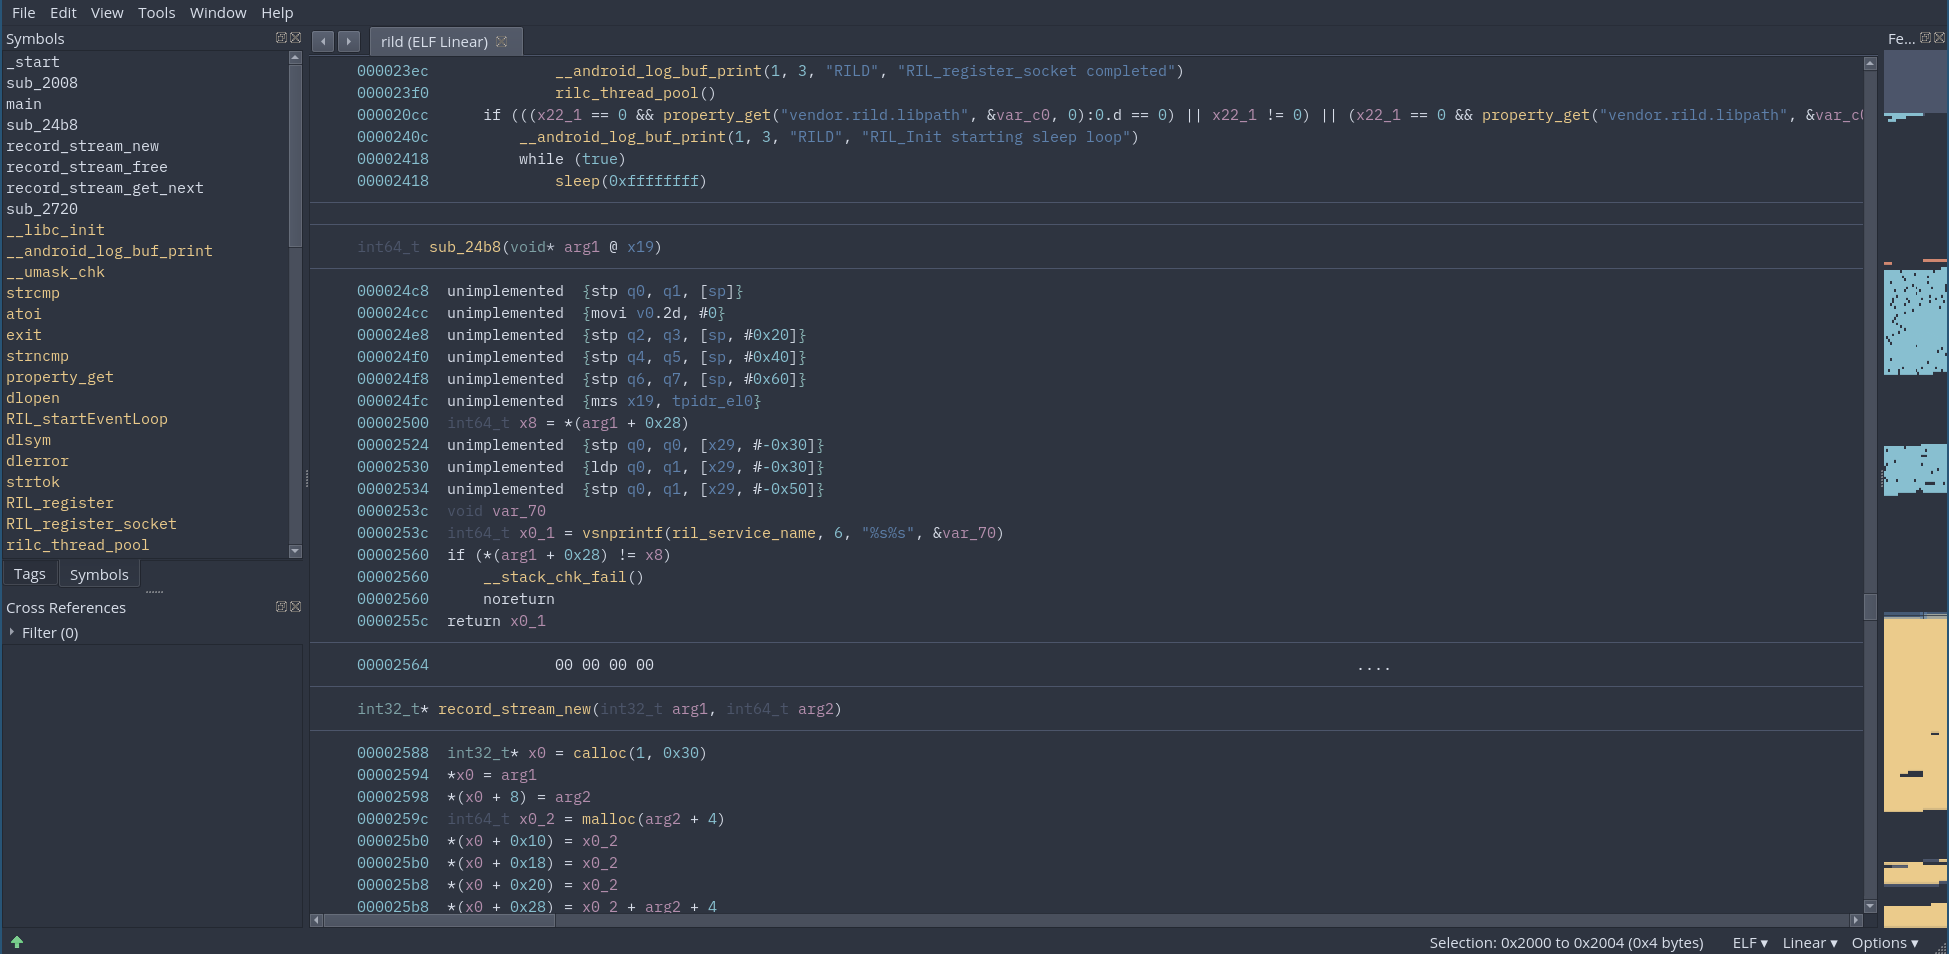 File Edit View Tools Window Help
Symbols
_start
sub_2008
main
sub_24b8
record_stream_new
record_stream_free
record_stream_get_next
sub_2720
__libc_init
__android_log_buf_print
__umask_chk
strcmp
atoi
exit
strncmp
property_get
dlopen
RIL_startEventLoop
dlsym
dlerror
strtok
RIL_register
RIL_register_socket
rilc_thread_pool
Tags Symbols
Cross References
Filter (0)
rild (ELF Linear)
000023ec __android_log_buf_print(1, 3, "RILD", "RIL_register_socket completed")
000023f0 rilc_thread_pool()
000020cc if (((x22_1 == 0 && property_get("vendor.rild.libpath", &var_c0, 0):0.d == 0) || x22_1 != 0) || (x22_1 == 0 && property_get("vendor.rild.libpath", &var_c0
0000240c __android_log_buf_print(1, 3, "RILD", "RIL_Init starting sleep loop")
00002418 while (true)
00002418 sleep(0xffffffff)
int64_t sub_24b8(void* arg1 @ x19)
000024c8 unimplemented {stp q0, q1, [sp]}
000024cc unimplemented {movi v0.2d, #0}
000024e8 unimplemented {stp q2, q3, [sp, #0x20]}
000024f0 unimplemented {stp q4, q5, [sp, #0x40]}
000024f8 unimplemented {stp q6, q7, [sp, #0x60]}
000024fc unimplemented {mrs x19, tpidr_el0}
00002500 int64_t x8 = *(arg1 + 0x28)
00002524 unimplemented {stp q0, q0, [x29, #-0x30]}
00002530 unimplemented {ldp q0, q1, [x29, #-0x30]}
00002534 unimplemented {stp q0, q1, [x29, #-0x50]}
0000253c void var_70
0000253c int64_t x0_1 = vsnprintf(ril_service_name, 6, "%s%s", &var_70)
00002560 if (*(arg1 + 0x28) != x8)
00002560 __stack_chk_fail()
00002560 noreturn
0000255c return x0_1
00002564 00 00 00 00 ....
int32_t* record_stream_new(int32_t arg1, int64_t arg2)
00002588 int32_t* x0 = calloc(1, 0x30)
00002594 *x0 = arg1
00002598 *(x0 + 8) = arg2
0000259c int64_t x0_2 = malloc(arg2 + 4)
000025b0 *(x0 + 0x10) = x0_2
000025b0 *(x0 + 0x18) = x0_2
000025b8 *(x0 + 0x20) = x0_2
000025b8 *(x0 + 0x28) = x0_2 + arg2 + 4
Fe...
Selection: 0x2000 to 0x2004 (0x4 bytes) ELF ▾ Linear ▾ Options ▾